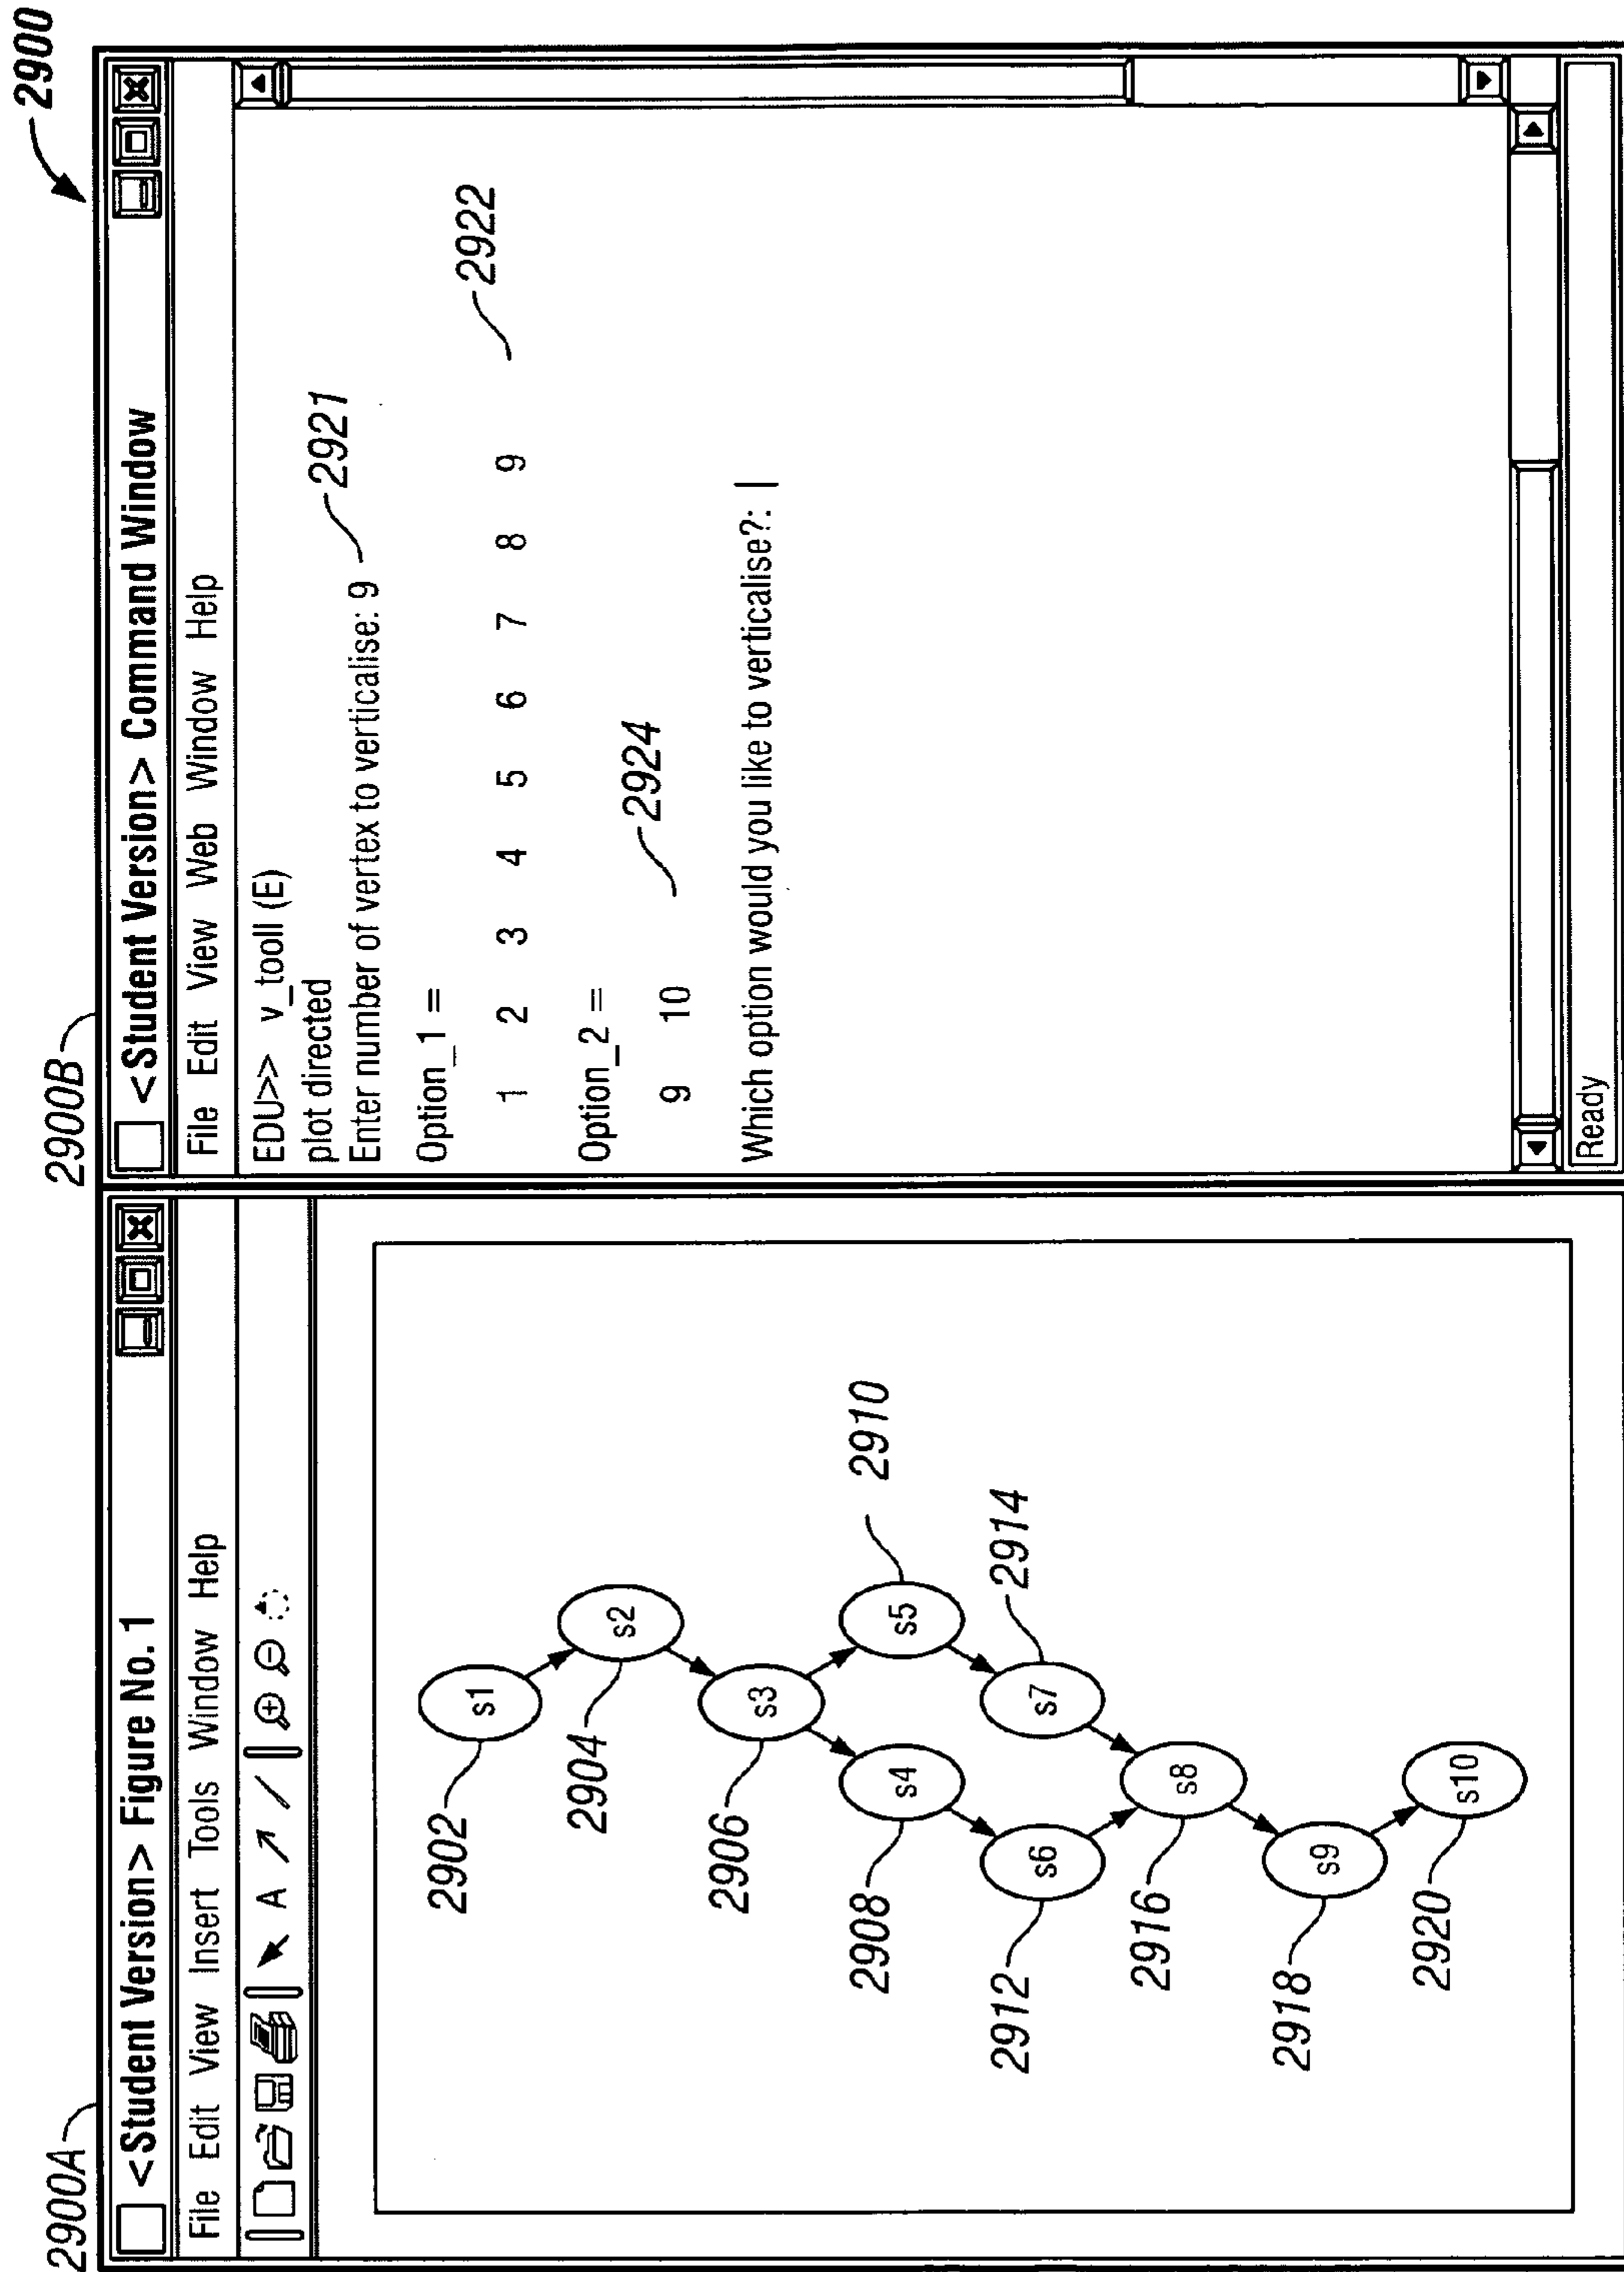 2900
2900A
<Student Version> Figure No. 1
File Edit View Insert Tools Window Help
A
2902
s1
s2
2904
s3
2906
s4
s5
2908
2910
s6
s7
2912
2914
s8
2916
s9
2918
s10
2920
2900B
<Student Version> Command Window
File Edit View Web Window Help
EDU>> v_tooll (E)
plot directed
Enter number of vertex to verticalise: 9
2921
Option_1 =
1 2 3 4 5 6 7 8 9
2922
Option_2 =
9 10
2924
Which option would you like to verticalise?: |
Ready